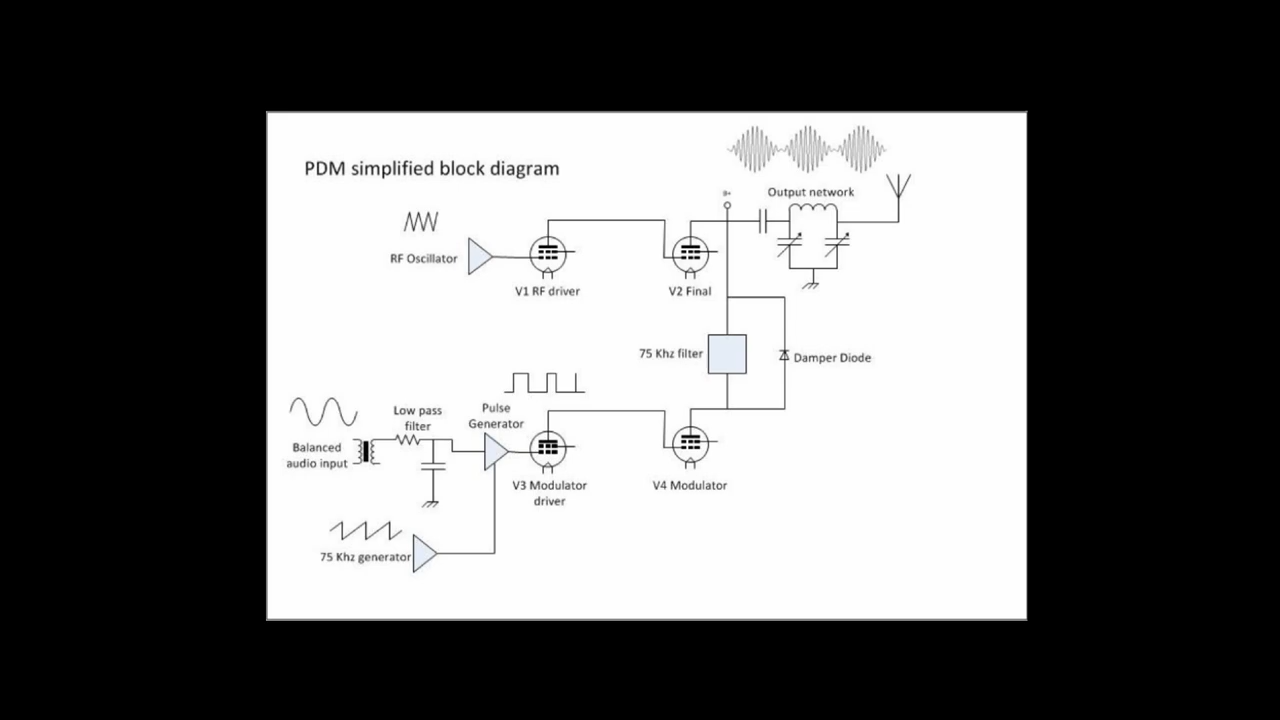 PDM simplified block diagram
Output network
RF Oscillator
V1 RF driver
V2 Final
75 Khz filter
Damper Diode
Low pass
filter
Pulse
Generator
Balanced
audio input
V3 Modulator
driver
V4 Modulator
75 Khz generator